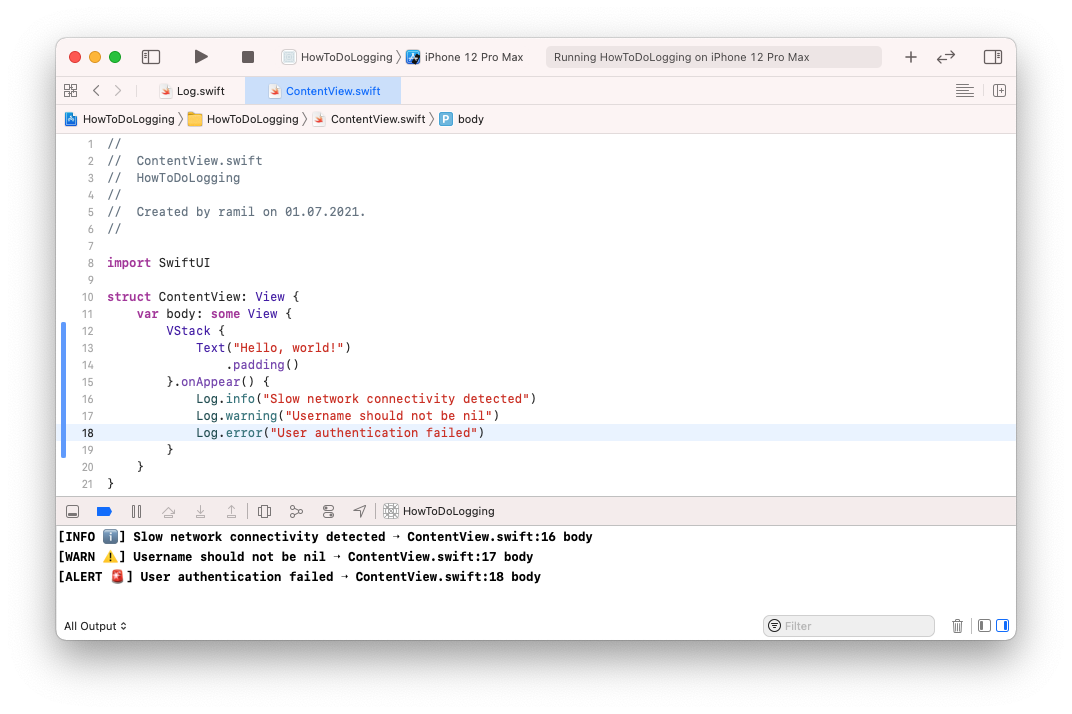 HowToDoLogging 〉 iPhone 12 Pro Max
Running HowToDoLogging on iPhone 12 Pro Max
Log.swift
ContentView.swift
HowToDoLogging 〉 HowToDoLogging 〉 ContentView.swift 〉 P body
1 //
2 //  ContentView.swift
3 //  HowToDoLogging
4 //
5 //  Created by ramil on 01.07.2021.
6 //
7
8 import SwiftUI
9
10 struct ContentView: View {
11     var body: some View {
12         VStack {
13             Text("Hello, world!")
14                 .padding()
15         }.onAppear() {
16             Log.info("Slow network connectivity detected")
17             Log.warning("Username should not be nil")
18             Log.error("User authentication failed")
19         }
20     }
21 }
HowToDoLogging
[INFO ℹ️] Slow network connectivity detected → ContentView.swift:16 body
[WARN ⚠️] Username should not be nil → ContentView.swift:17 body
[ALERT 🚨] User authentication failed → ContentView.swift:18 body
All Output
Filter